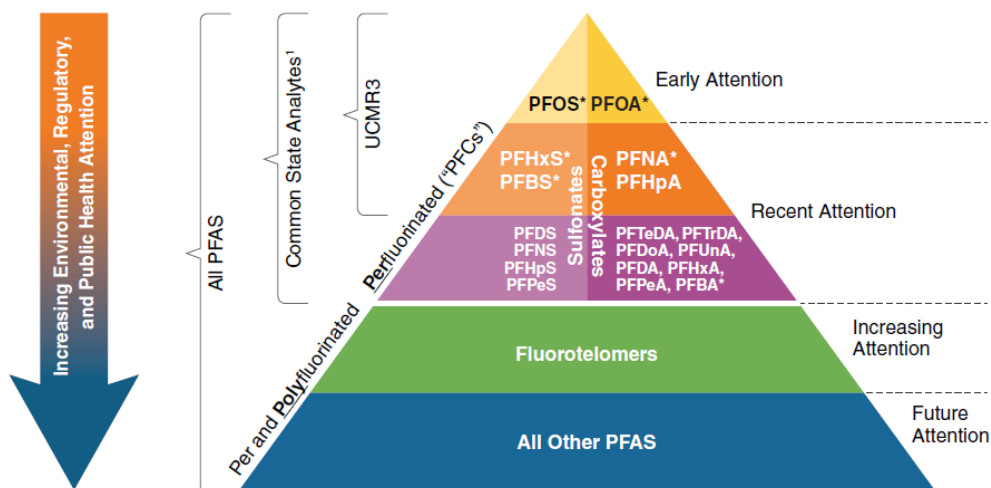 Increasing Environmental, Regulatory,
and Public Health Attention
All PFAS
Common State Analytes¹
UCMR3
Perfluorinated ("PFCs")
Per and Polyfluorinated
PFOS* PFOA*
Early Attention
PFHxS*
PFBS*
Sulfonates
Carboxylates
PFNA*
PFHpA
Recent Attention
PFDS
PFNS
PFHpS
PFPeS
PFTeDA, PFTrDA,
PFDoA, PFUnA,
PFDA, PFHxA,
PFPeA, PFBA*
Fluorotelomers
Increasing
Attention
All Other PFAS
Future
Attention